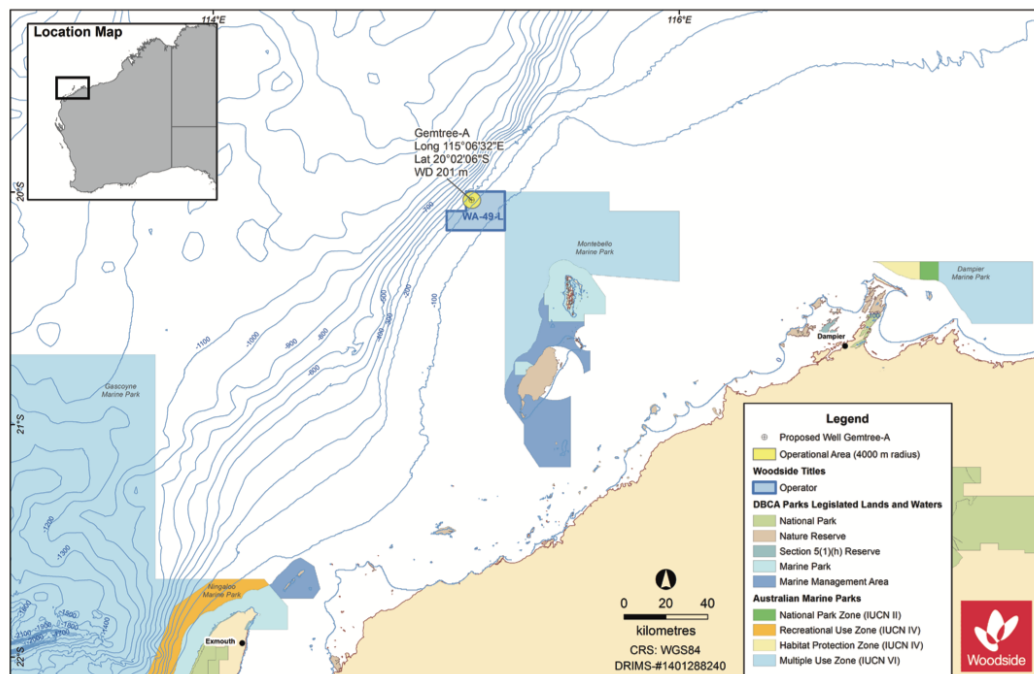 114°E
116°E
Location Map
Gemtree-A
Long 115°06'32"E
Lat 20°02'06"S
WD 201 m
20°S
-700
WA-49-L
Montebello
Marine Park
Dampier
Marine Park
-500
-200
-100
-400
-300
-1100
-1000
-900
-800
-600
0
Dampier
Gascoyne
Marine Park
21°S
-1200
-1300
Ningaloo
Marine Park
Exmouth
22°S
0 20 40
kilometres
CRS: WGS84
DRIMS-#1401288240
Legend
Proposed Well Gemtree-A
Operational Area (4000 m radius)
Woodside Titles
Operator
DBCA Parks Legislated Lands and Waters
National Park
Nature Reserve
Section 5(1)(h) Reserve
Marine Park
Marine Management Area
Australian Marine Parks
National Park Zone (IUCN II)
Recreational Use Zone (IUCN IV)
Habitat Protection Zone (IUCN IV)
Multiple Use Zone (IUCN VI)
Woodside